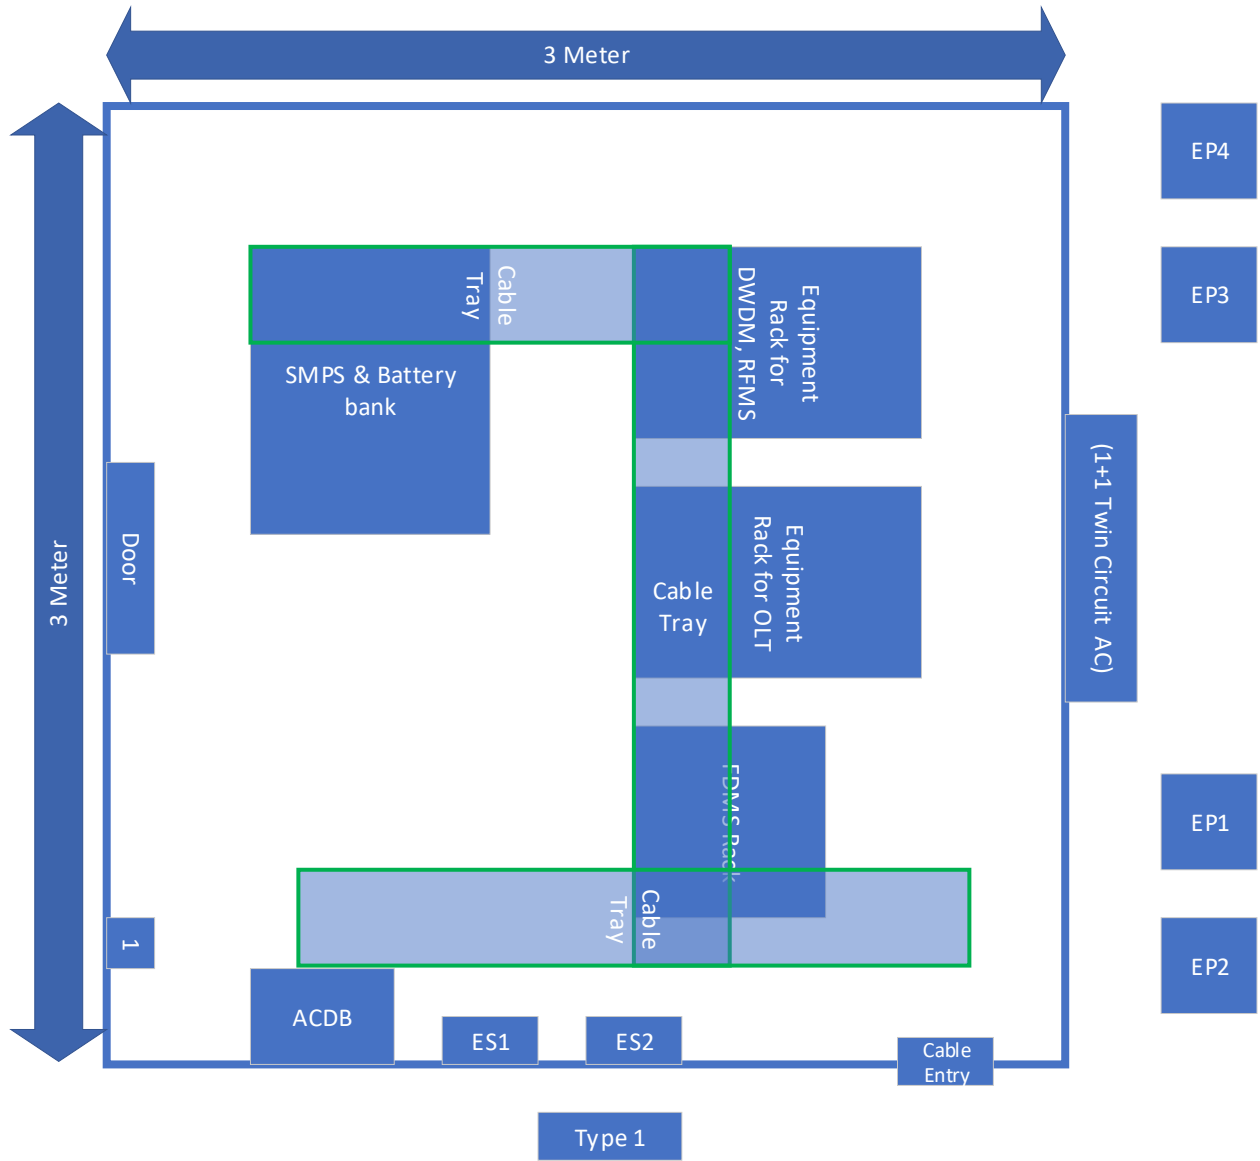 3 Meter
3 Meter
EP4
EP3
Cable
Tray
SMPS & Battery
bank
Equipment
Rack for
DWDM, RFMS
(1+1 Twin Circuit AC)
Door
Cable
Tray
Equipment
Rack for OLT
FDMS Rack
EP1
Cable
Tray
1
EP2
ACDB
ES1
ES2
Cable
Entry
Type 1